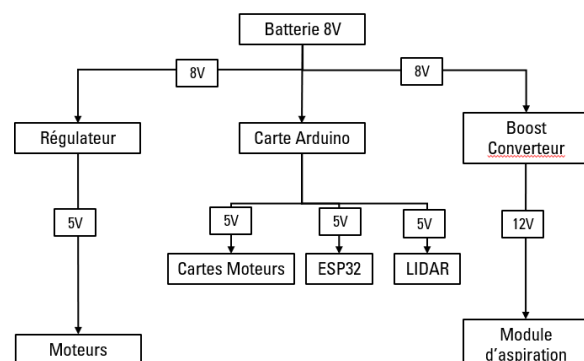 Batterie 8V
8V
8V
Régulateur
Carte Arduino
Boost
Converteur
5V
5V
5V
5V
12V
Cartes Moteurs
ESP32
LIDAR
Moteurs
Module
d'aspiration